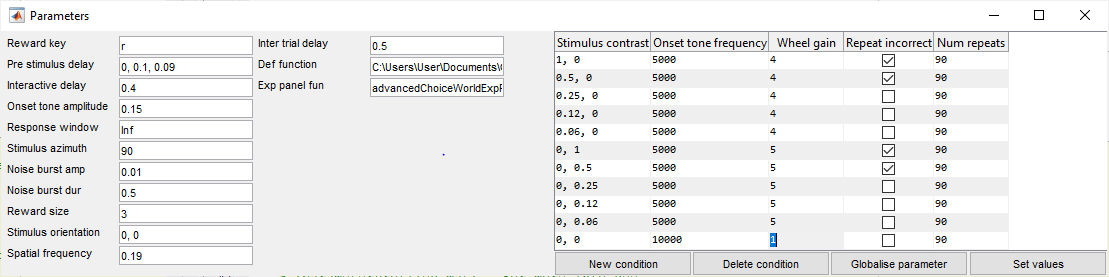 Parameters
Reward key r
Pre stimulus delay 0, 0.1, 0.09
Interactive delay 0.4
Onset tone amplitude 0.15
Response window Inf
Stimulus azimuth 90
Noise burst amp 0.01
Noise burst dur 0.5
Reward size 3
Stimulus orientation 0, 0
Spatial frequency 0.19
Inter trial delay 0.5
Def function C:\Users\User\Documents\
Exp panel fun advancedChoiceWorldExpP
Stimulus contrast Onset tone frequency Wheel gain Repeat incorrect Num repeats
1, 0 5000 4 90
0.5, 0 5000 4 90
0.25, 0 5000 4 90
0.12, 0 5000 4 90
0.06, 0 5000 4 90
0, 1 5000 5 90
0, 0.5 5000 5 90
0, 0.25 5000 5 90
0, 0.12 5000 5 90
0, 0.06 5000 5 90
0, 0 10000 1 90
New condition Delete condition Globalise parameter Set values